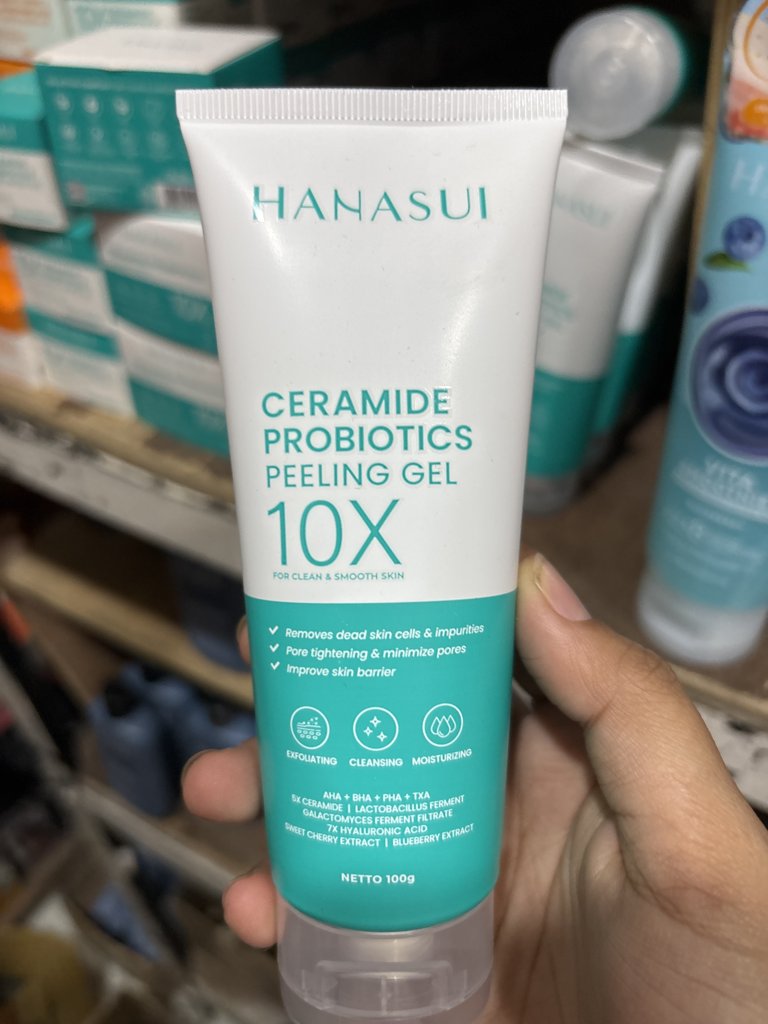 HANASUI
CERAMIDE
PROBIOTICS
PEELING GEL
10X
FOR CLEAN & SMOOTH SKIN
Removes dead skin cells & impurities
Pore tightening & minimize pores
Improve skin barrier
EXFOLIATING CLEANSING MOISTURIZING
AHA + BHA + PHA + TXA
5X CERAMIDE | LACTOBACILLUS FERMENT
GALACTOMYCES FERMENT FILTRATE
7X HYALURONIC ACID
SWEET CHERRY EXTRACT | BLUEBERRY EXTRACT
NETTO 100g
HANASUI
VITA